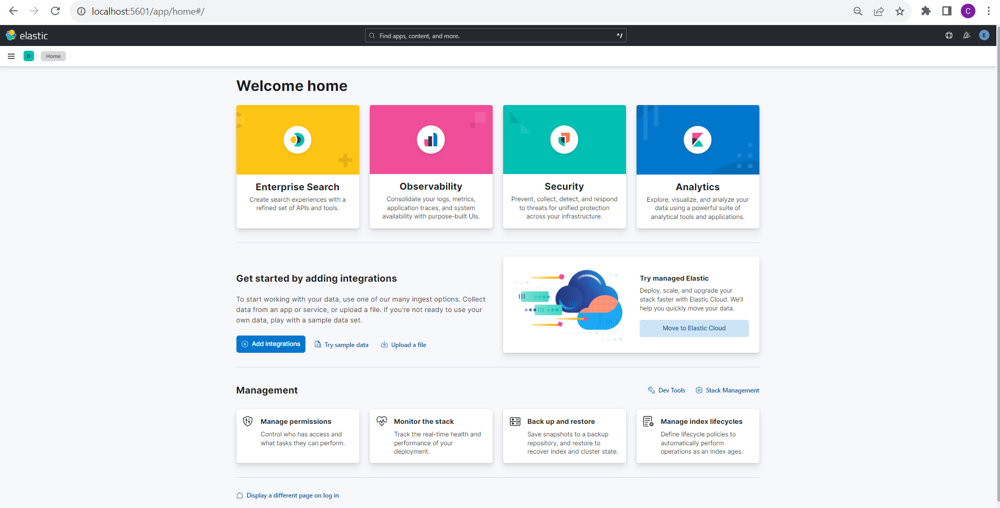 localhost:5601/app/home#/
C
elastic
Find apps, content, and more.
^/
E
D
Home
Welcome home
Enterprise Search
Create search experiences with a
refined set of APIs and tools.
Observability
Consolidate your logs, metrics,
application traces, and system
availability with purpose-built UIs.
Security
Prevent, collect, detect, and respond
to threats for unified protection
across your infrastructure.
Analytics
Explore, visualize, and analyze your
data using a powerful suite of
analytical tools and applications.
Get started by adding integrations
To start working with your data, use one of our many ingest options. Collect
data from an app or service, or upload a file. If you're not ready to use your
own data, play with a sample data set.
Add integrations
Try sample data
Upload a file
Try managed Elastic
Deploy, scale, and upgrade your
stack faster with Elastic Cloud. We'll
help you quickly move your data.
Move to Elastic Cloud
Management
Dev Tools
Stack Management
Manage permissions
Control who has access and
what tasks they can perform.
Monitor the stack
Track the real-time health and
performance of your
deployment.
Back up and restore
Save snapshots to a backup
repository, and restore to
recover index and cluster state.
Manage index lifecycles
Define lifecycle policies to
automatically perform
operations as an index ages.
Display a different page on log in